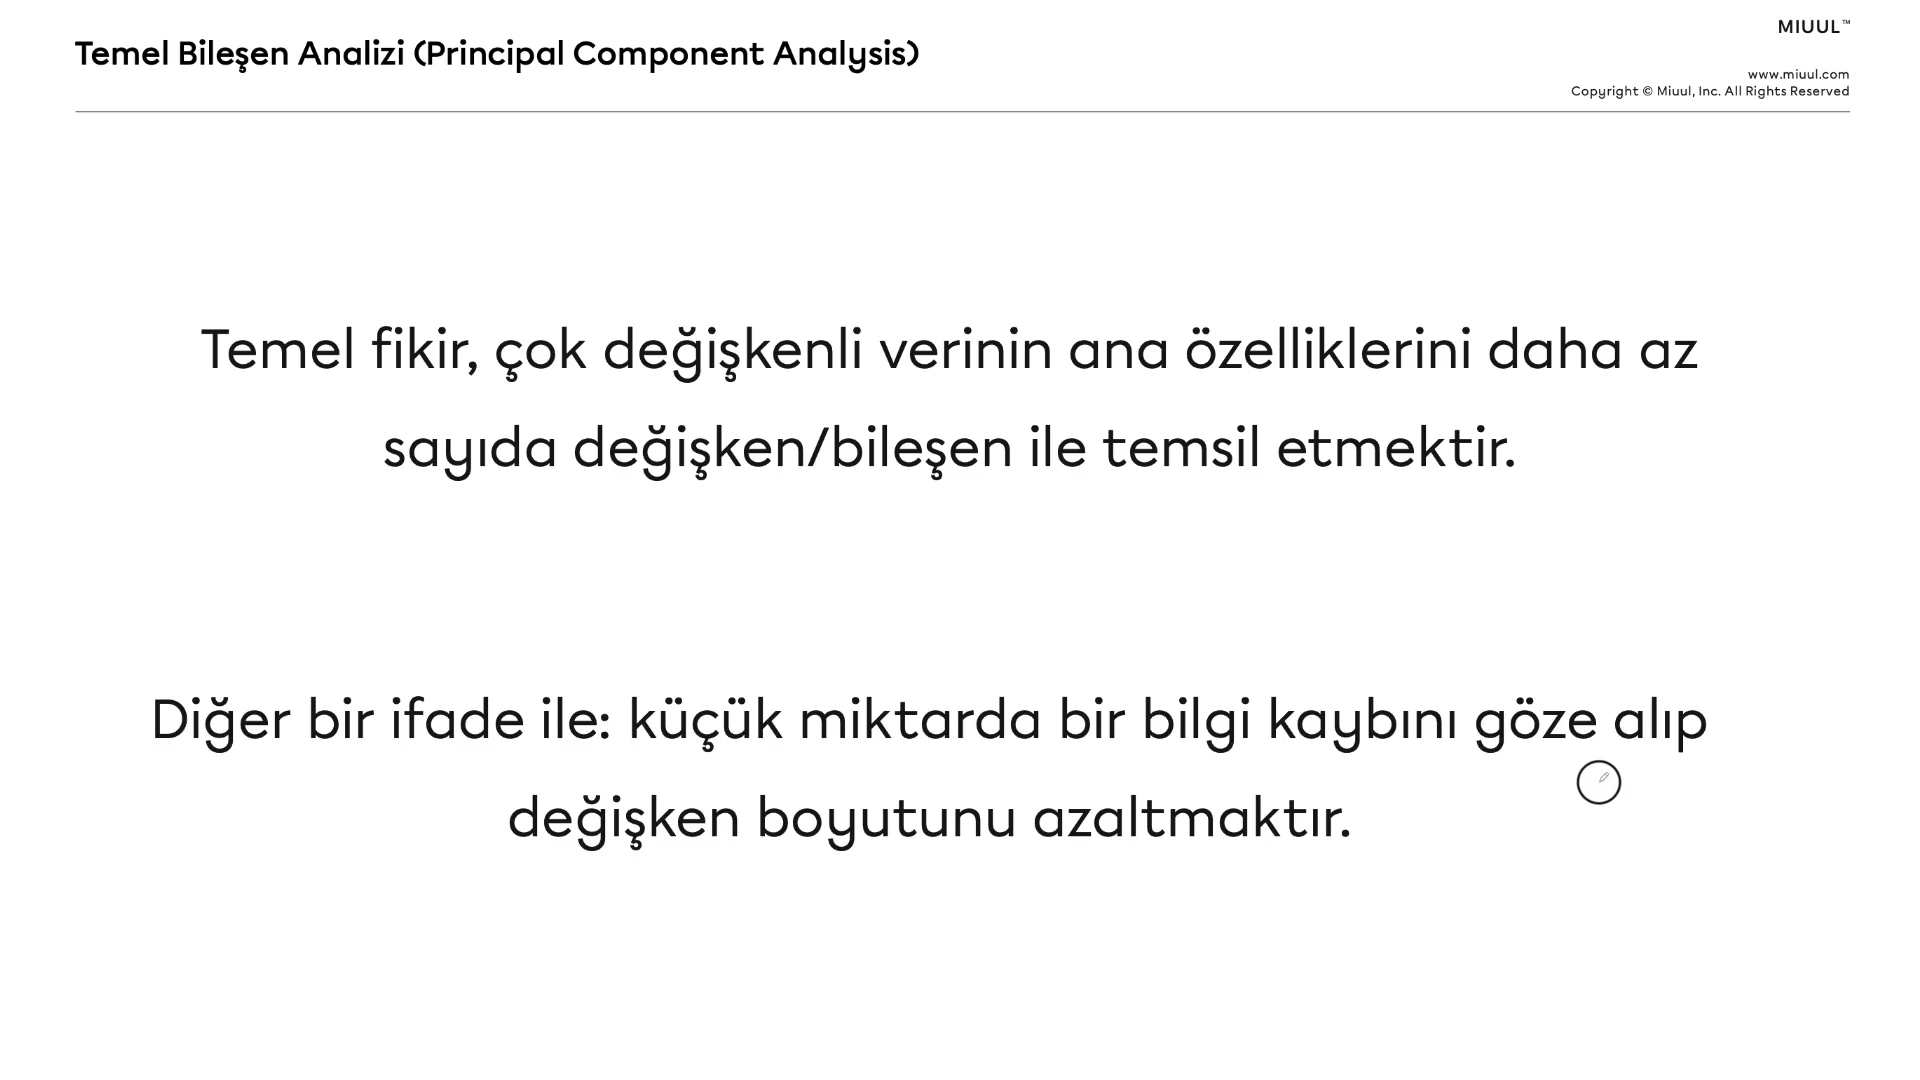 Temel Bileşen Analizi (Principal Component Analysis)
MIUUL™
www.miuul.com
Copyright © Miuul, Inc. All Rights Reserved
Temel fikir, çok değişkenli verinin ana özelliklerini daha az
sayıda değişken/bileşen ile temsil etmektir.
Diğer bir ifade ile: küçük miktarda bir bilgi kaybını göze alıp
değişken boyutunu azaltmaktır.